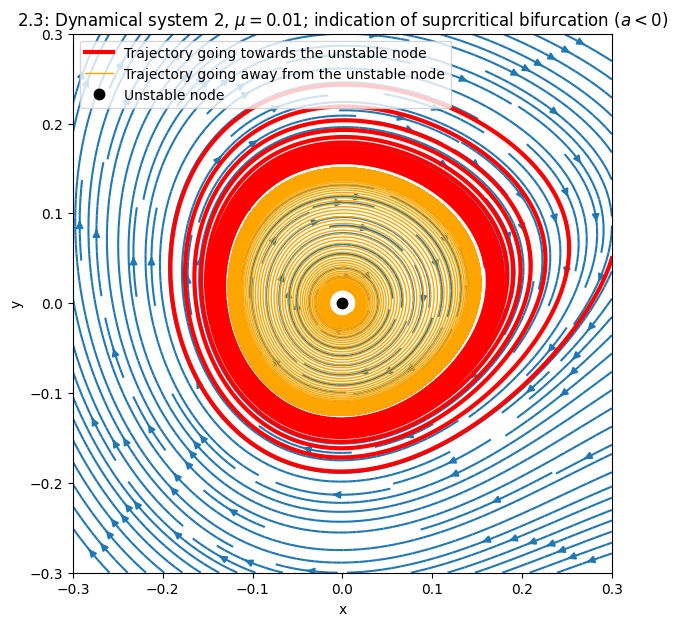 2.3: Dynamical system 2, μ = 0.01; indication of suprcritical bifurcation (a < 0)
Trajectory going towards the unstable node
Trajectory going away from the unstable node
Unstable node
0.3
0.2
0.1
0.0
−0.1
−0.2
−0.3
y
−0.3 −0.2 −0.1 0.0 0.1 0.2 0.3
x